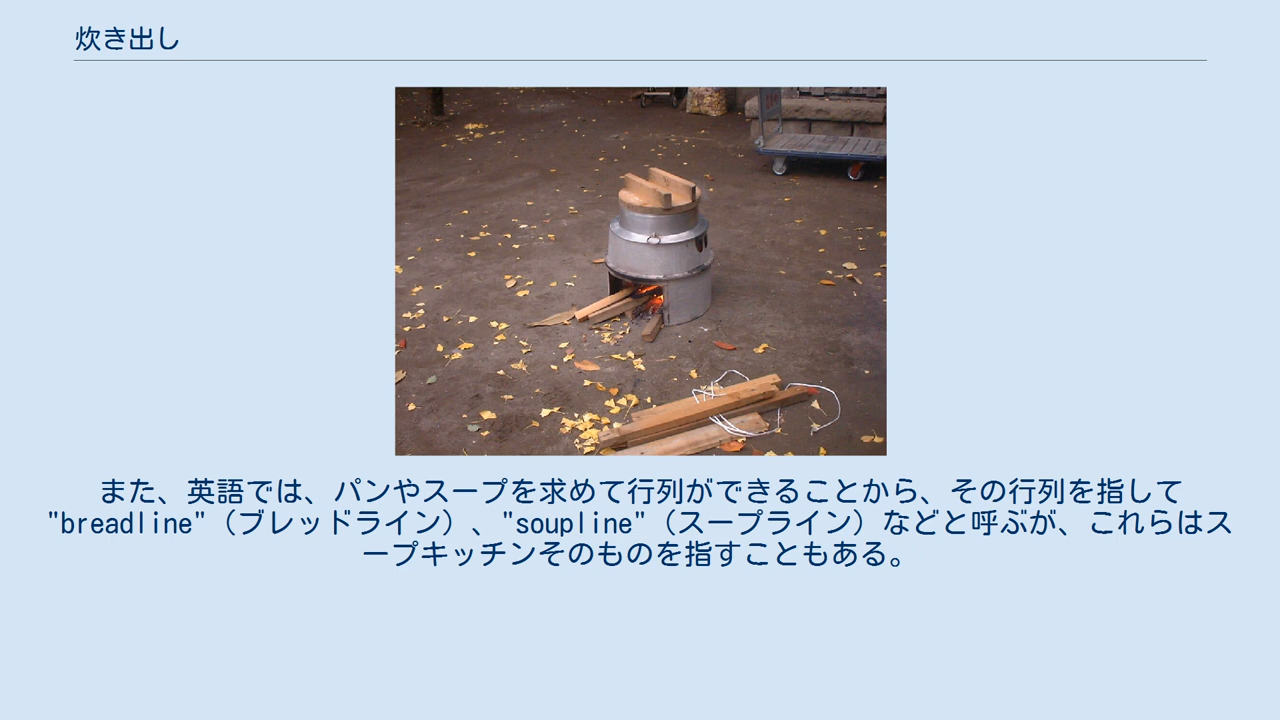 炊き出し
また、英語では、パンやスープを求めて行列ができることから、その行列を指して
"breadline"（ブレッドライン）、"soupline"（スープライン）などと呼ぶが、これらはス
ープキッチンそのものを指すこともある。